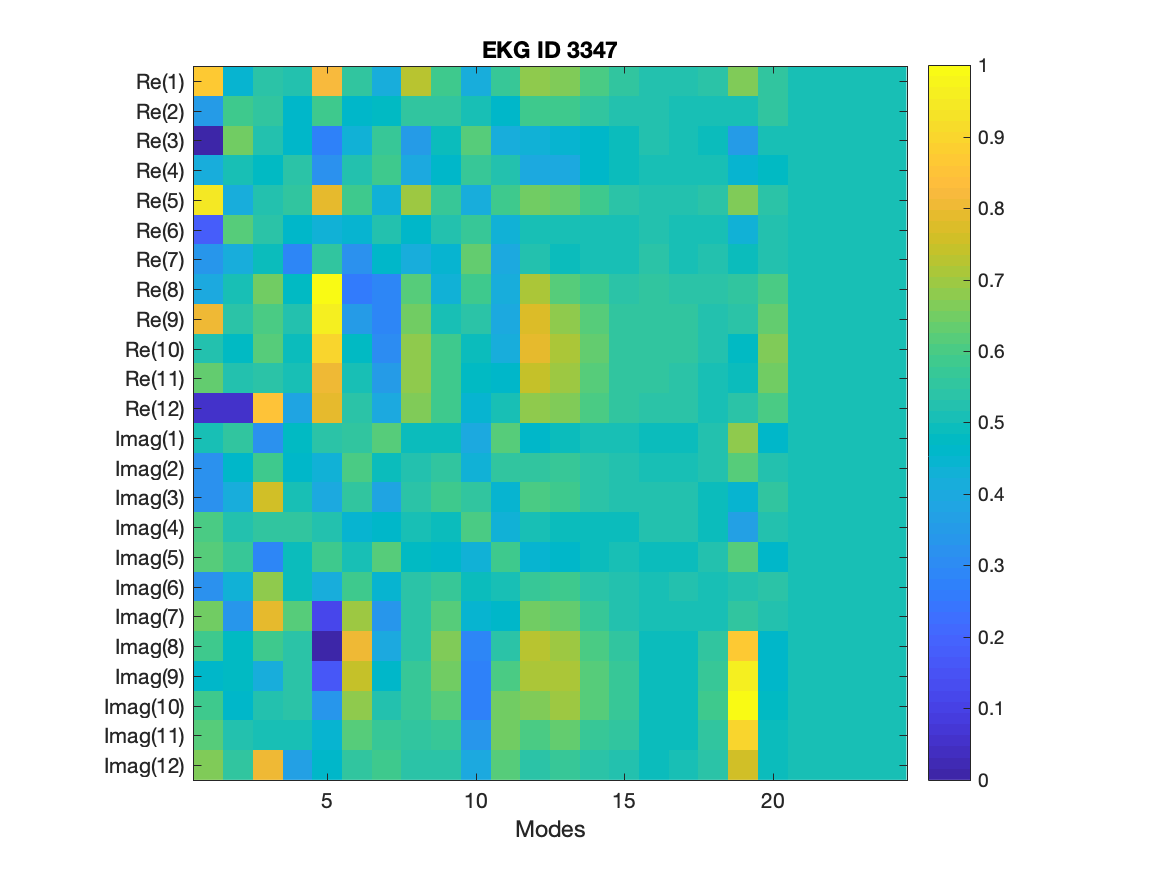 EKG ID 3347
Re(1)
Re(2)
Re(3)
Re(4)
Re(5)
Re(6)
Re(7)
Re(8)
Re(9)
Re(10)
Re(11)
Re(12)
Imag(1)
Imag(2)
Imag(3)
Imag(4)
Imag(5)
Imag(6)
Imag(7)
Imag(8)
Imag(9)
Imag(10)
Imag(11)
Imag(12)
5 10 15 20
Modes
1
0.9
0.8
0.7
0.6
0.5
0.4
0.3
0.2
0.1
0